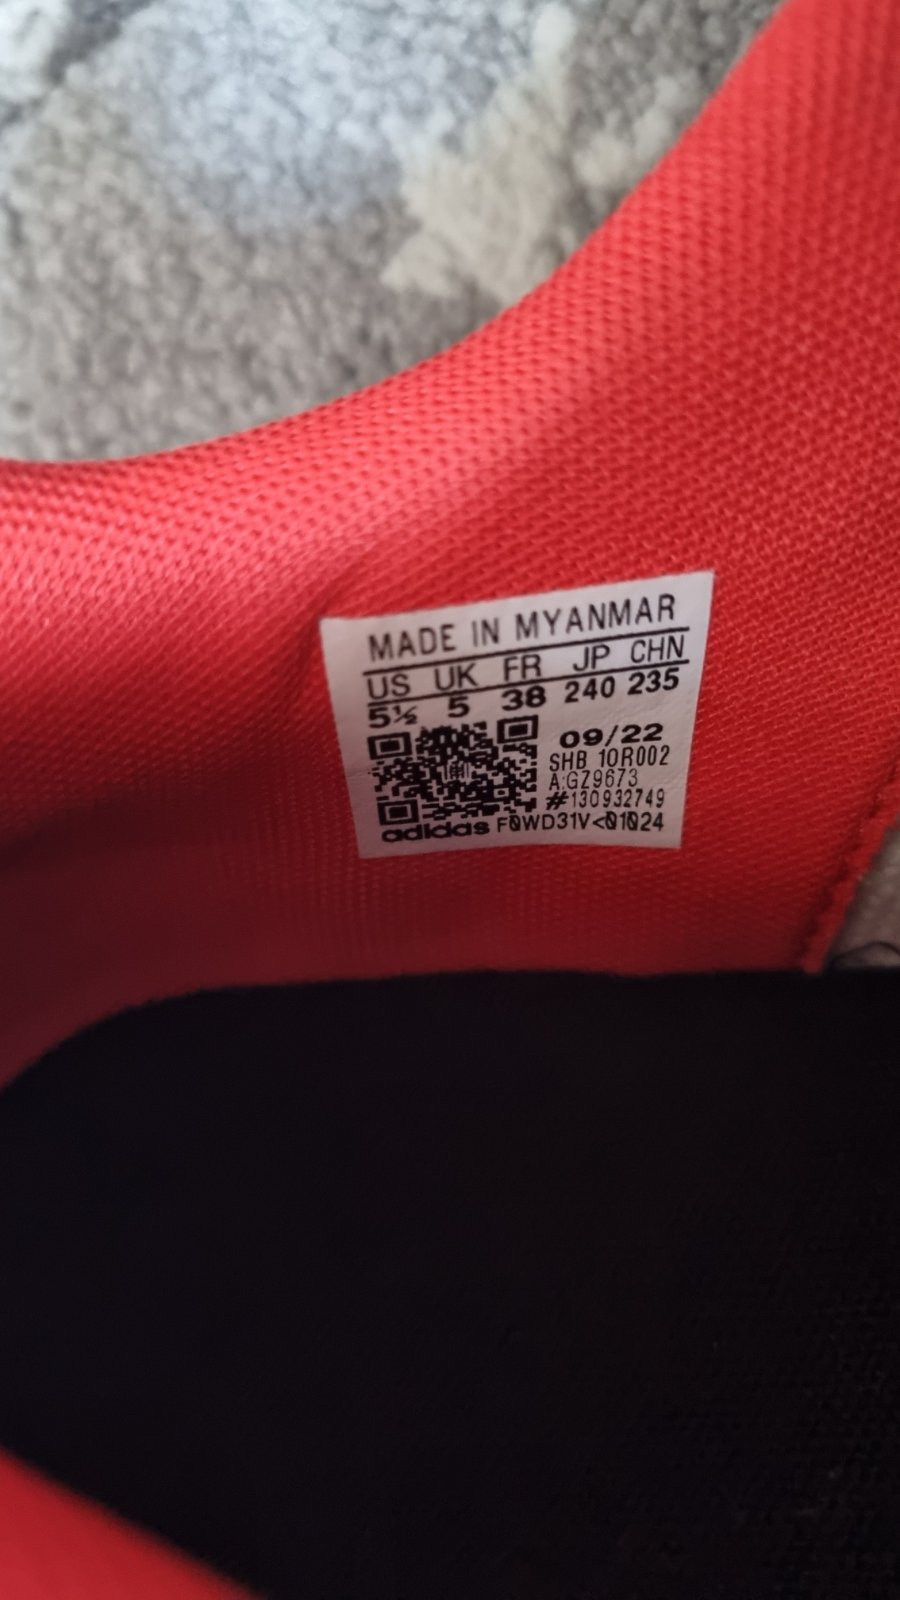 MADE IN MYANMAR
US UK FR JP CHN
5½ 5 38 240 235
09/22
SHB 10R002
A:GZ9673
#130932749
adidas F0WD31V<01024